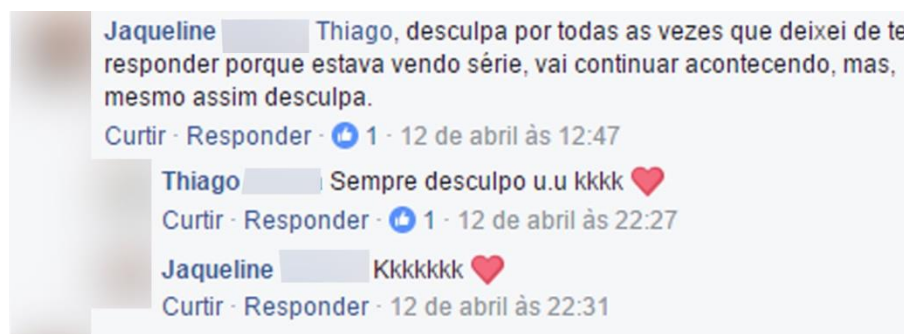 Jaqueline Thiago, desculpa por todas as vezes que deixei de te
responder porque estava vendo série, vai continuar acontecendo, mas,
mesmo assim desculpa.
Curtir · Responder · 1 · 12 de abril às 12:47
Thiago Sempre desculpo u.u kkkk ❤
Curtir · Responder · 1 · 12 de abril às 22:27
Jaqueline Kkkkkkk ❤
Curtir · Responder · 12 de abril às 22:31